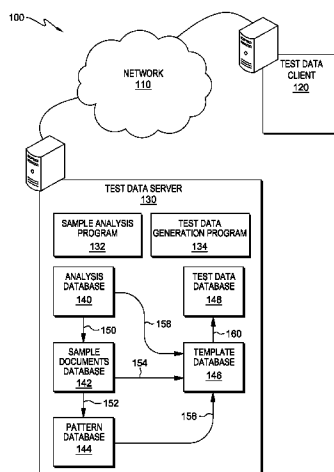 100
NETWORK
110
TEST DATA
CLIENT
120
TEST DATA SERVER
130
SAMPLE ANALYSIS
PROGRAM
132
TEST DATA
GENERATION PROGRAM
134
ANALYSIS
DATABASE
140
TEST DATA
DATABASE
148
150
158
160
SAMPLE
DOCUMENTS
DATABASE
142
154
TEMPLATE
DATABASE
146
152
156
PATTERN
DATABASE
144